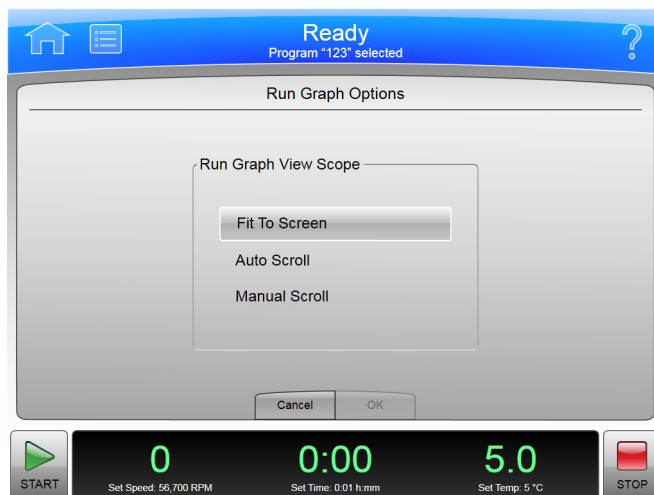 Ready
Program “123” selected
?
Run Graph Options
Run Graph View Scope
Fit To Screen
Auto Scroll
Manual Scroll
Cancel
OK
0
0:00
5.0
START
Set Speed: 56,700 RPM
Set Time: 0:01 h:mm
Set Temp: 5 °C
STOP